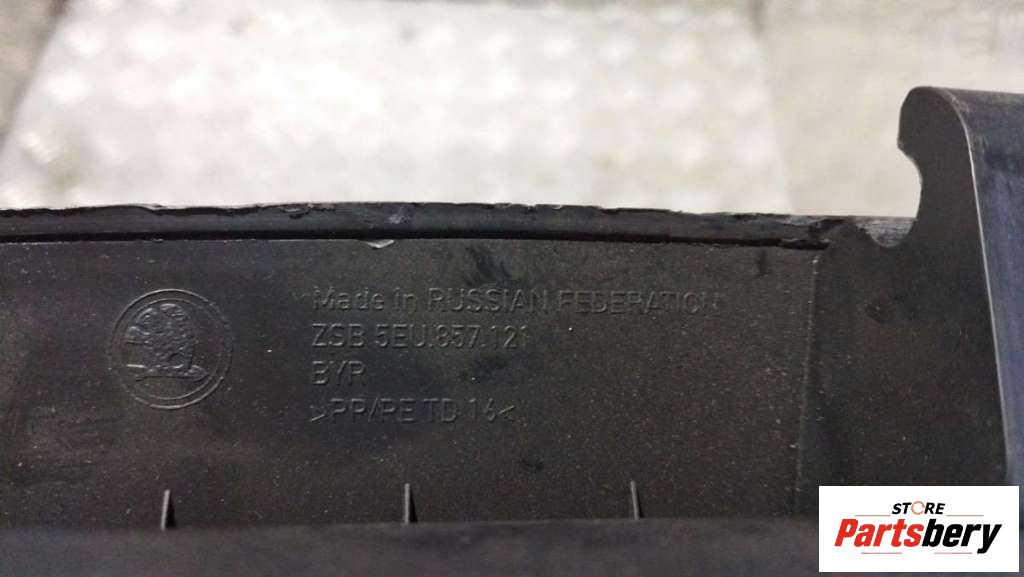 Made in RUSSIAN FEDERATION
ZSB 5EU.857.121
BYR
>PP/PE TD 16<
STORE
Partsbery